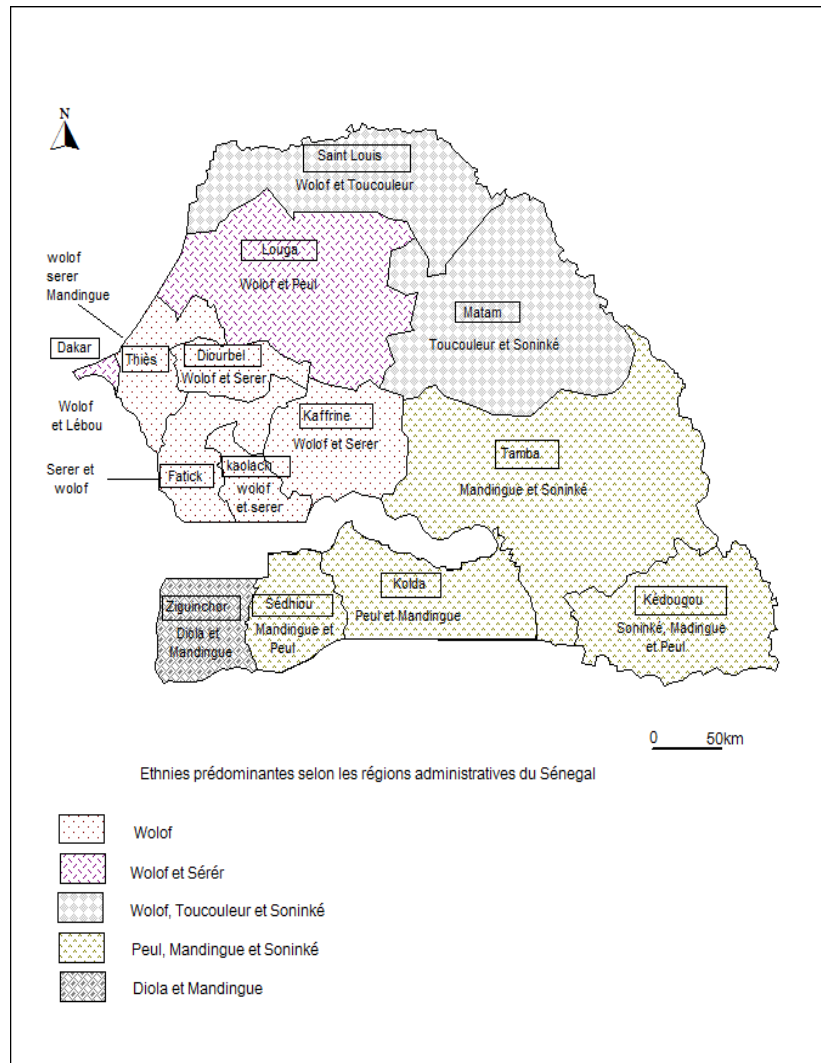 N
Saint Louis
Wolof et Toucouleur
Louga
Wolof et Peul
wolof
serer
Mandingue
Matam
Toucouleur et Soninké
Dakar
Thiès
Diourbel
Wolof et Serer
Wolof
et Lébou
Kaffrine
Wolof et Serer
Serer et
wolof
Fatick
kaolach
wolof
et serer
Tamba
Mandingue et Soninké
Ziguinchor
Diola et
Mandingue
Sédhiou
Mandingue et
Peul
Kolda
Peul et Mandingue
Kédougou
Soninké, Madingue
et Peul
0 50km
Ethnies prédominantes selon les régions administratives du Sénegal
Wolof
Wolof et Sérér
Wolof, Toucouleur et Soninké
Peul, Mandingue et Soninké
Diola et Mandingue